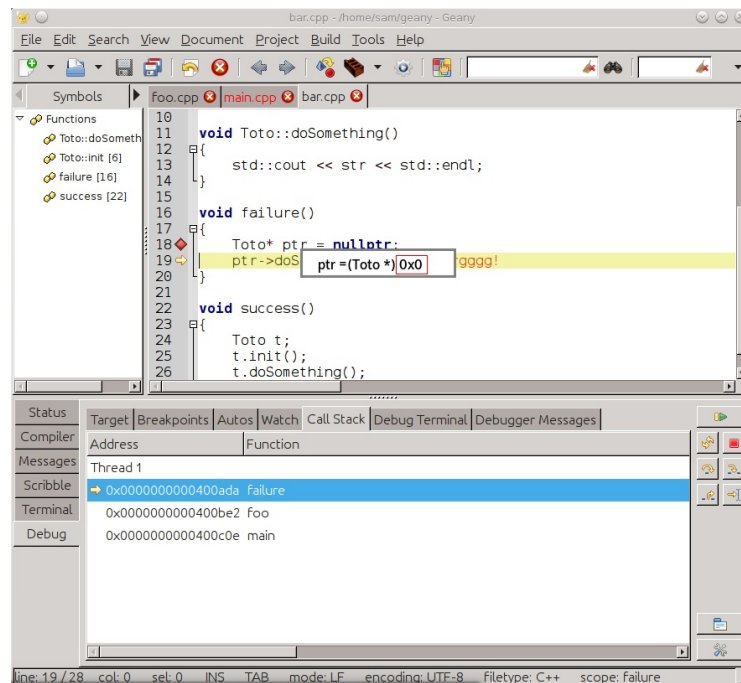 bar.cpp - /home/sam/geany - Geany
File Edit Search View Document Project Build Tools Help
Symbols foo.cpp main.cpp bar.cpp
Functions
Toto::doSometh
Toto::init [6]
failure [16]
success [22]
10
11 void Toto::doSomething()
12 {
13 std::cout << str << std::endl;
14 }
15
16 void failure()
17 {
18 Toto* ptr = nullptr;
19 ptr->doS ptr =(Toto *) 0x0 gggg!
20 }
21
22 void success()
23 {
24 Toto t;
25 t.init();
26 t.doSomething();
Status
Compiler
Messages
Scribble
Terminal
Debug
Target Breakpoints Autos Watch Call Stack Debug Terminal Debugger Messages
Address Function
Thread 1
0x0000000000400ada failure
0x0000000000400be2 foo
0x0000000000400c0e main
line: 19 / 28 col: 0 sel: 0 INS TAB mode: LF encoding: UTF-8 filetype: C++ scope: failure